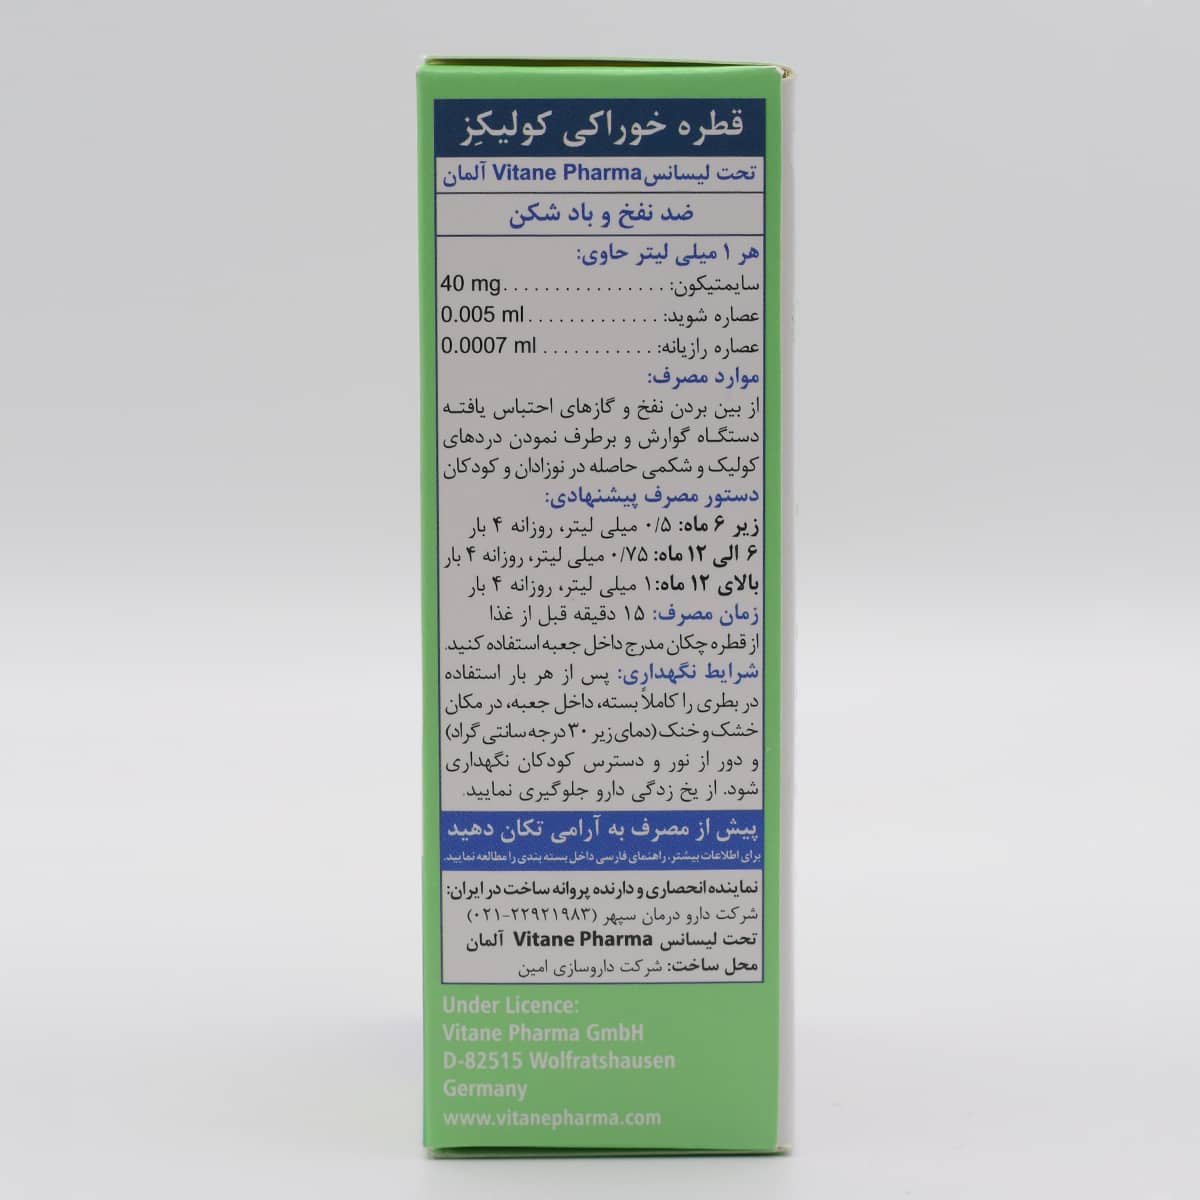 قطره خوراکی کولیکِز
تحت لیسانس Vitane Pharma آلمان
ضد نفخ و باد شکن
هر ۱ میلی لیتر حاوی:
سایمتیکون: ................ 40 mg
عصاره شوید: ............. 0.005 ml
عصاره رازیانه: ........... 0.0007 ml
موارد مصرف:
از بین بردن نفخ و گازهای احتباس یافته
دستگاه گوارش و برطرف نمودن دردهای
کولیک و شکمی حاصله در نوزادان و کودکان
دستور مصرف پیشنهادی:
زیر ۶ ماه: ۰/۵ میلی لیتر، روزانه ۴ بار
۶ الی ۱۲ ماه: ۰/۷۵ میلی لیتر، روزانه ۴ بار
بالای ۱۲ ماه: ۱ میلی لیتر، روزانه ۴ بار
زمان مصرف: ۱۵ دقیقه قبل از غذا
از قطره چکان مدرج داخل جعبه استفاده کنید.
شرایط نگهداری: پس از هر بار استفاده
در بطری را کاملاً بسته، داخل جعبه، در مکان
خشک و خنک (دمای زیر ۳۰ درجه سانتی گراد)
و دور از نور و دسترس کودکان نگهداری
شود. از یخ زدگی دارو جلوگیری نمایید.
پیش از مصرف به آرامی تکان دهید
برای اطلاعات بیشتر، راهنمای فارسی داخل بسته بندی را مطالعه نمایید.
نماینده انحصاری و دارنده پروانه ساخت در ایران:
شرکت دارو درمان سپهر (۲۲۹۲۱۹۸۳-۰۲۱)
تحت لیسانس Vitane Pharma آلمان
محل ساخت: شرکت داروسازی امین
Under Licence:
Vitane Pharma GmbH
D-82515 Wolfratshausen
Germany
www.vitanepharma.com